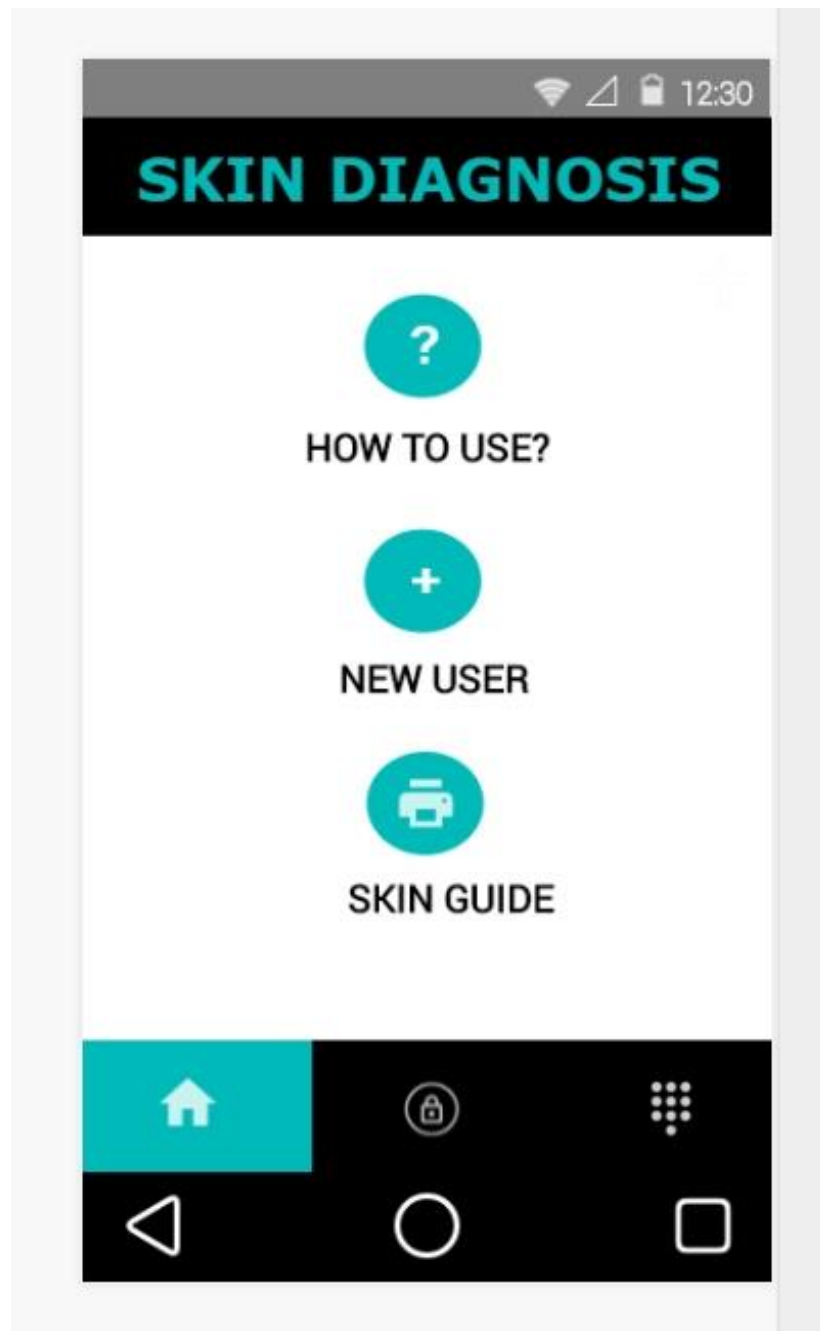 12:30
SKIN DIAGNOSIS
?
HOW TO USE?
+
NEW USER
SKIN GUIDE